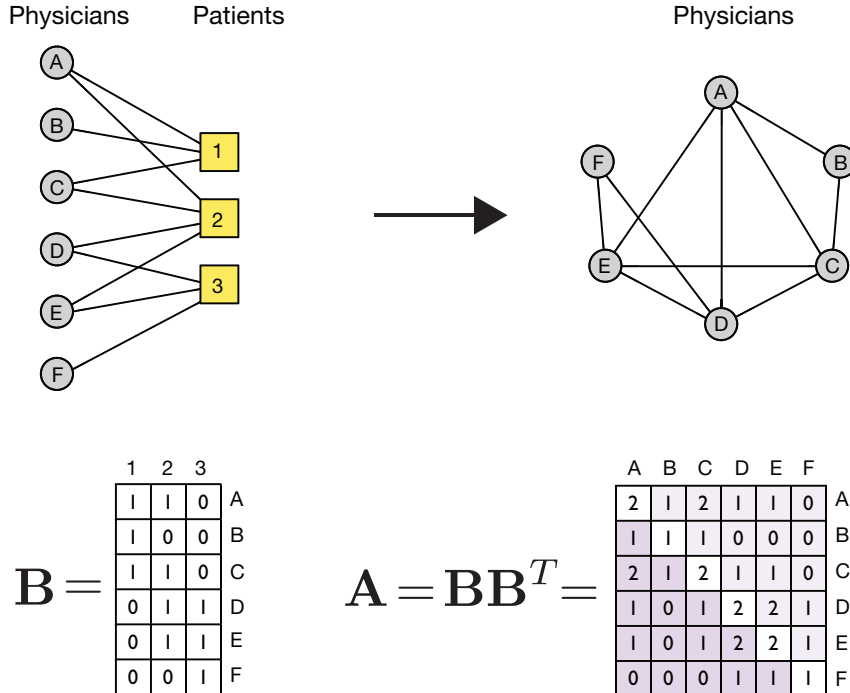 Physicians Patients Physicians
A
B
C
D
E
F
1
2
3
A
F B
E C
D
B =
1 2 3
1 1 0 A
1 0 0 B
1 1 0 C
0 1 1 D
0 1 1 E
0 0 1 F
A = BB^T =
A B C D E F
2 1 2 1 1 0 A
1 1 1 0 0 0 B
2 1 2 1 1 0 C
1 0 1 2 2 1 D
1 0 1 2 2 1 E
0 0 0 1 1 1 F